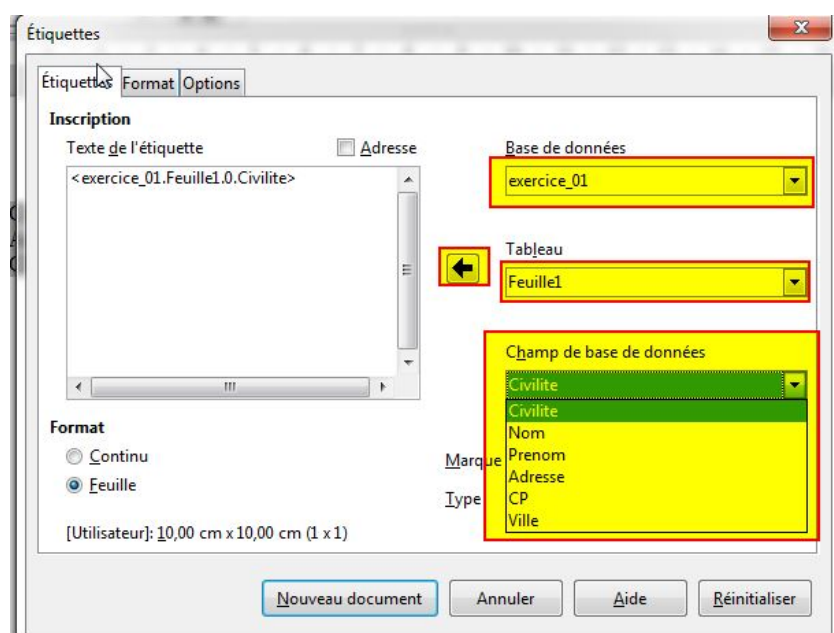 Étiquettes
Étiquettes Format Options
Inscription
Texte de l'étiquette
Adresse
<exercice_01.Feuille1.0.Civilite>
Base de données
exercice_01
Tableau
Feuille1
Champ de base de données
Civilite
Civilite
Nom
Prenom
Adresse
CP
Ville
Format
Continu
Feuille
Marque
Type
[Utilisateur]: 10,00 cm x 10,00 cm (1 x 1)
Nouveau document Annuler Aide Réinitialiser